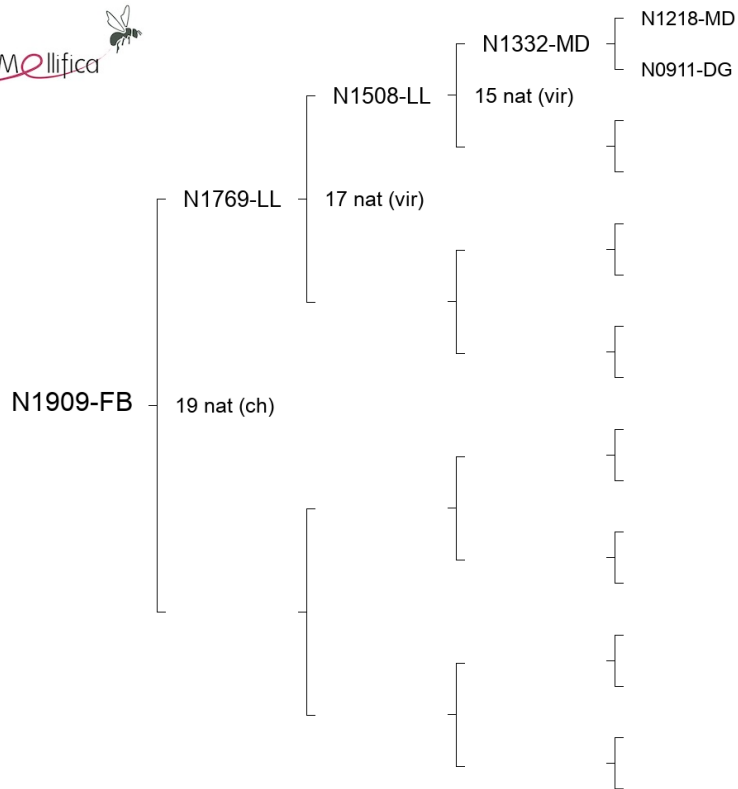 Mellifica
N1218-MD
N1332-MD
N0911-DG
N1508-LL
15 nat (vir)
N1769-LL
17 nat (vir)
N1909-FB
19 nat (ch)